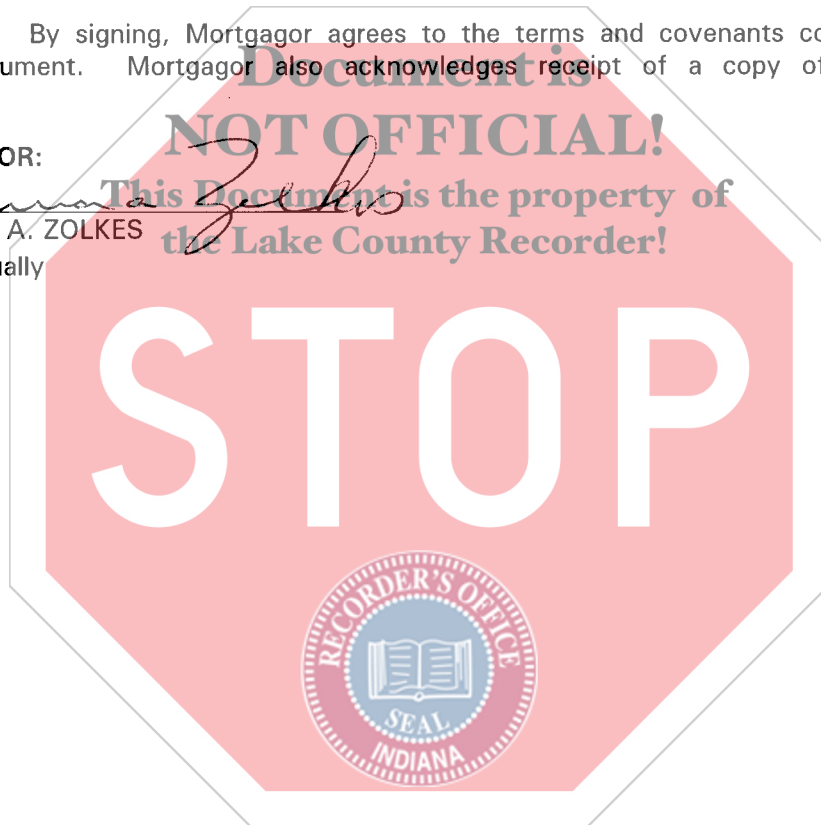 By signing, Mortgagor agrees to the terms and covenants co
ument. Mortgagor also acknowledges receipt of a copy of
Document is
NOT OFFICIAL!
OR:
This Document is the property of
A. ZOLKES
the Lake County Recorder!
ually
STOP
RECORDER'S OFFICE
SEAL
INDIANA